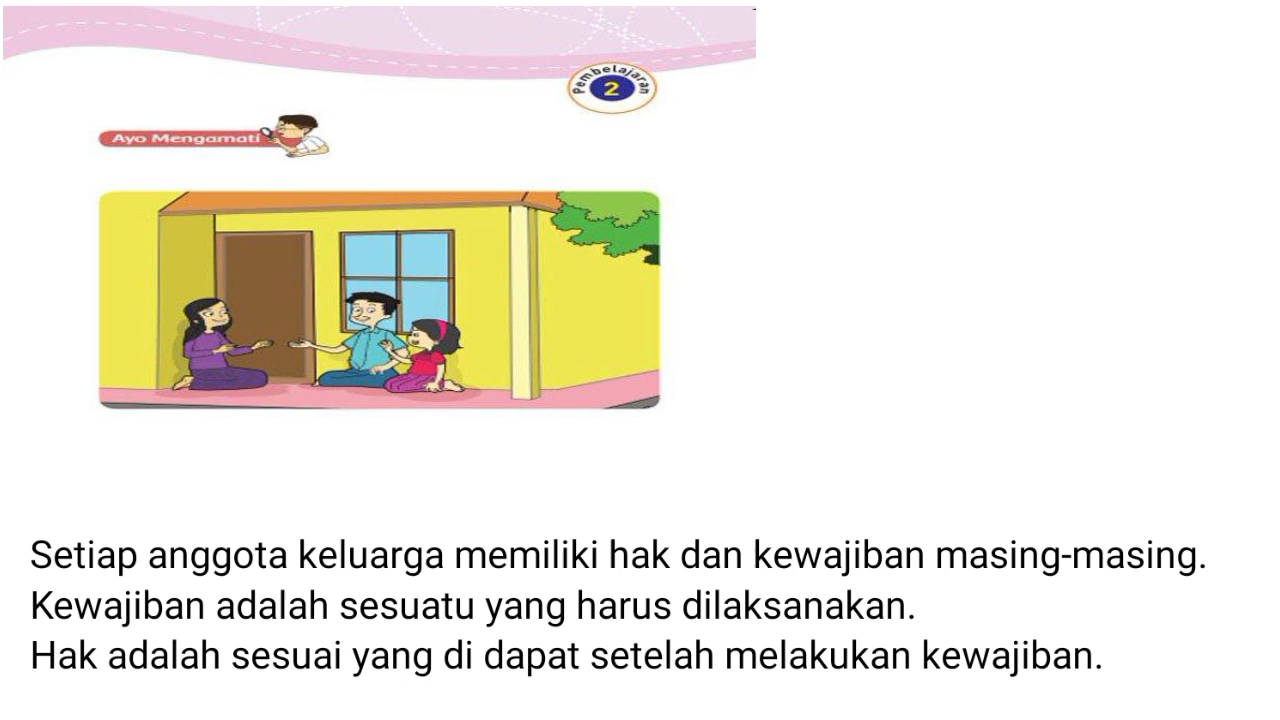 Pembelajaran
2
Ayo Mengamati
Setiap anggota keluarga memiliki hak dan kewajiban masing-masing.
Kewajiban adalah sesuatu yang harus dilaksanakan.
Hak adalah sesuai yang di dapat setelah melakukan kewajiban.